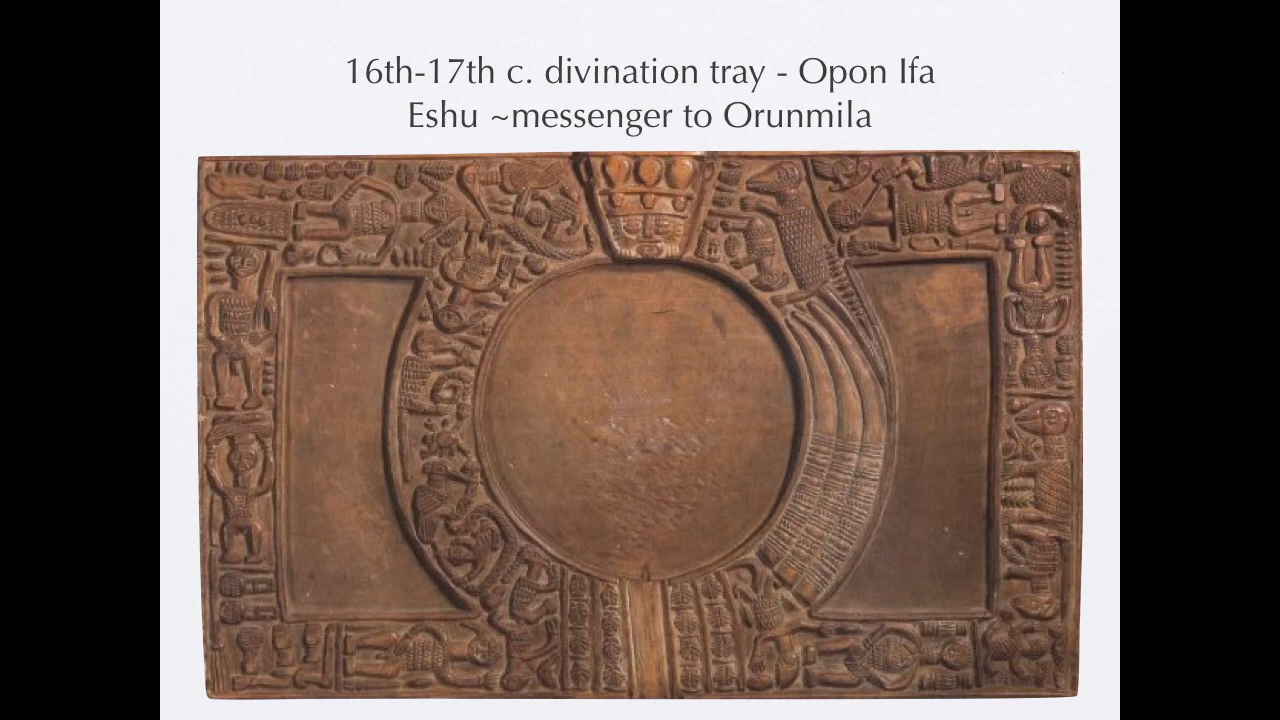 16th-17th c. divination tray - Opon Ifa
Eshu ~messenger to Orunmila